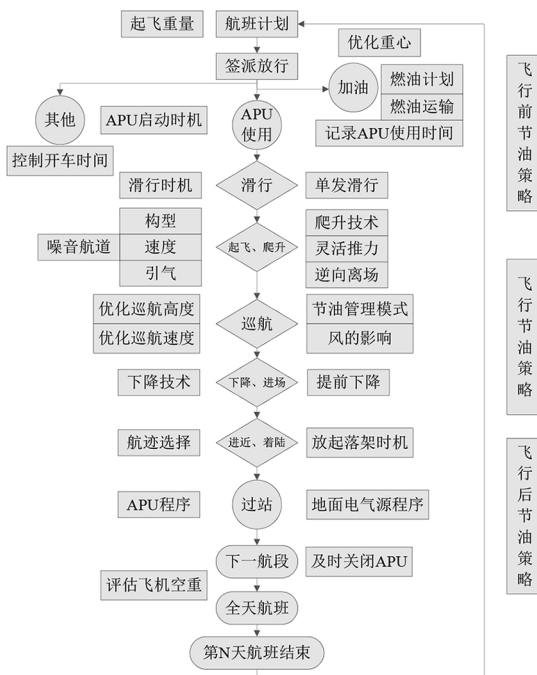 起飞重量
航班计划
优化重心
签派放行
加油
燃油计划
燃油运输
其他
APU启动时机
APU
使用
记录APU使用时间
控制开车时间
滑行时机
滑行
单发滑行
构型
噪音航道
速度
引气
起飞、爬升
爬升技术
灵活推力
逆向离场
优化巡航高度
优化巡航速度
巡航
节油管理模式
风的影响
下降技术
下降、进场
提前下降
航迹选择
进近、着陆
放起落架时机
APU程序
过站
地面电气源程序
下一航段
及时关闭APU
评估飞机空重
全天航班
第N天航班结束
飞行前节油策略
飞行节油策略
飞行后节油策略